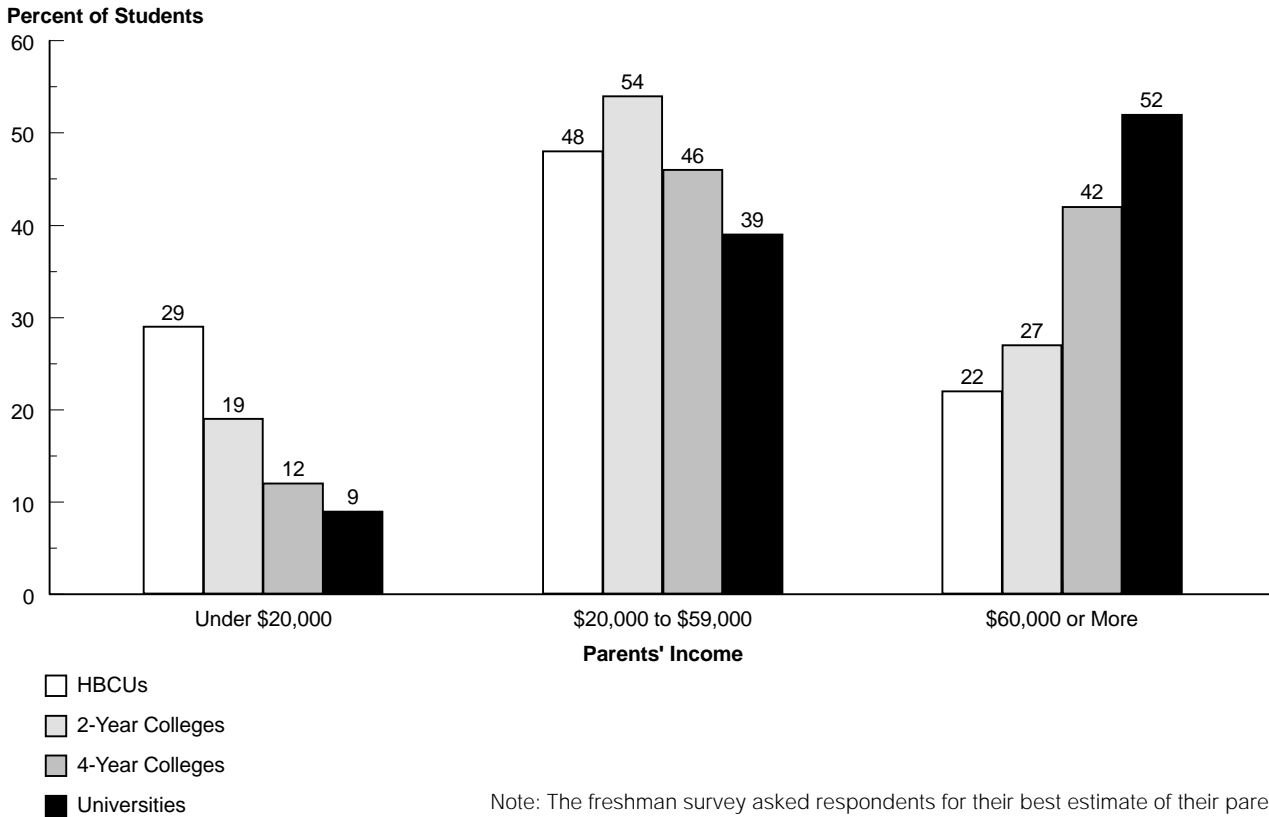 Percent of Students
60
50
40
30
20
10
0
29
19
12
9
48
54
46
39
22
27
42
52
Under $20,000
$20,000 to $59,000
$60,000 or More
Parents' Income
HBCUs
2-Year Colleges
4-Year Colleges
Universities
Note: The freshman survey asked respondents for their best estimate of their pare